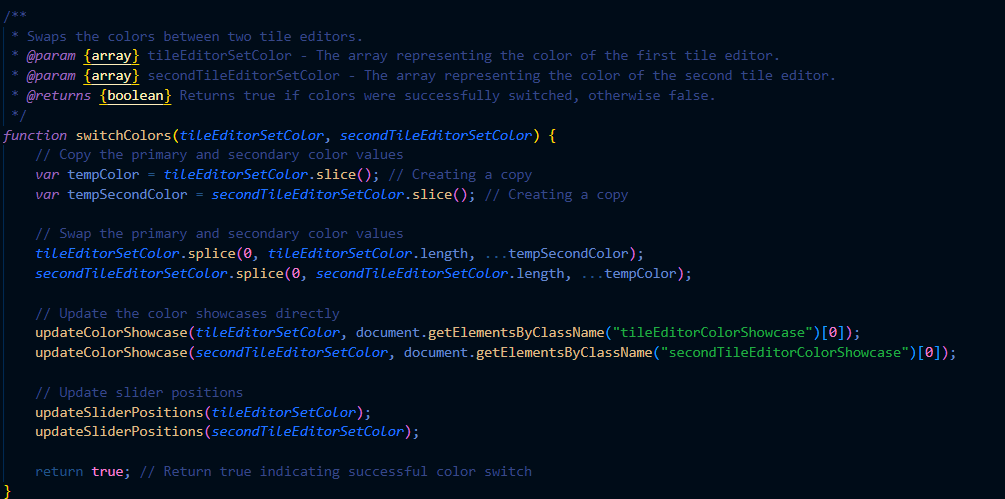 /**
 * Swaps the colors between two tile editors.
 * @param {array} tileEditorSetColor - The array representing the color of the first tile editor.
 * @param {array} secondTileEditorSetColor - The array representing the color of the second tile editor.
 * @returns {boolean} Returns true if colors were successfully switched, otherwise false.
 */
function switchColors(tileEditorSetColor, secondTileEditorSetColor) {
    // Copy the primary and secondary color values
    var tempColor = tileEditorSetColor.slice(); // Creating a copy
    var tempSecondColor = secondTileEditorSetColor.slice(); // Creating a copy

    // Swap the primary and secondary color values
    tileEditorSetColor.splice(0, tileEditorSetColor.length, ...tempSecondColor);
    secondTileEditorSetColor.splice(0, secondTileEditorSetColor.length, ...tempColor);

    // Update the color showcases directly
    updateColorShowcase(tileEditorSetColor, document.getElementsByClassName("tileEditorColorShowcase")[0]);
    updateColorShowcase(secondTileEditorSetColor, document.getElementsByClassName("secondTileEditorColorShowcase")[0]);

    // Update slider positions
    updateSliderPositions(tileEditorSetColor);
    updateSliderPositions(secondTileEditorSetColor);

    return true; // Return true indicating successful color switch
}